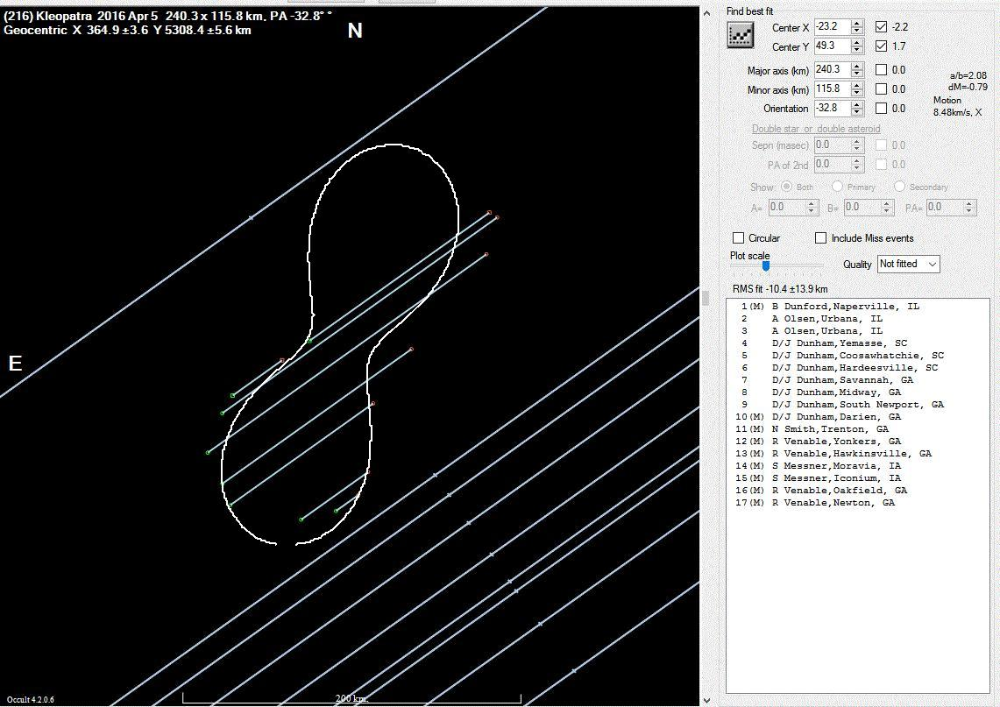 (216) Kleopatra 2016 Apr 5 240.3 x 115.8 km, PA -32.8° °
Geocentric X 364.9 ±3.6 Y 5308.4 ±5.6 km
N
E
Occult 4.2.0.6
200 km
Find best fit
Center X -23.2 -2.2
Center Y 49.3 1.7
Major axis (km) 240.3 0.0
Minor axis (km) 115.8 0.0
Orientation -32.8 0.0
a/b=2.08
dM=-0.79
Motion
8.48km/s, X
Double star or double asteroid
Sepn (masec) 0.0 0.0
PA of 2nd 0.0 0.0
Show: Both Primary Secondary
A= 0.0 B= 0.0 PA= 0.0
Circular Include Miss events
Plot scale
Quality Not fitted
RMS fit -10.4 ±13.9 km
1(M) B Dunford,Naperville, IL
2 A Olsen,Urbana, IL
3 A Olsen,Urbana, IL
4 D/J Dunham,Yemasse, SC
5 D/J Dunham,Coosawhatchie, SC
6 D/J Dunham,Hardeesville, SC
7 D/J Dunham,Savannah, GA
8 D/J Dunham,Midway, GA
9 D/J Dunham,South Newport, GA
10(M) D/J Dunham,Darien, GA
11(M) N Smith,Trenton, GA
12(M) R Venable,Yonkers, GA
13(M) R Venable,Hawkinsville, GA
14(M) S Messner,Moravia, IA
15(M) S Messner,Iconium, IA
16(M) R Venable,Oakfield, GA
17(M) R Venable,Newton, GA